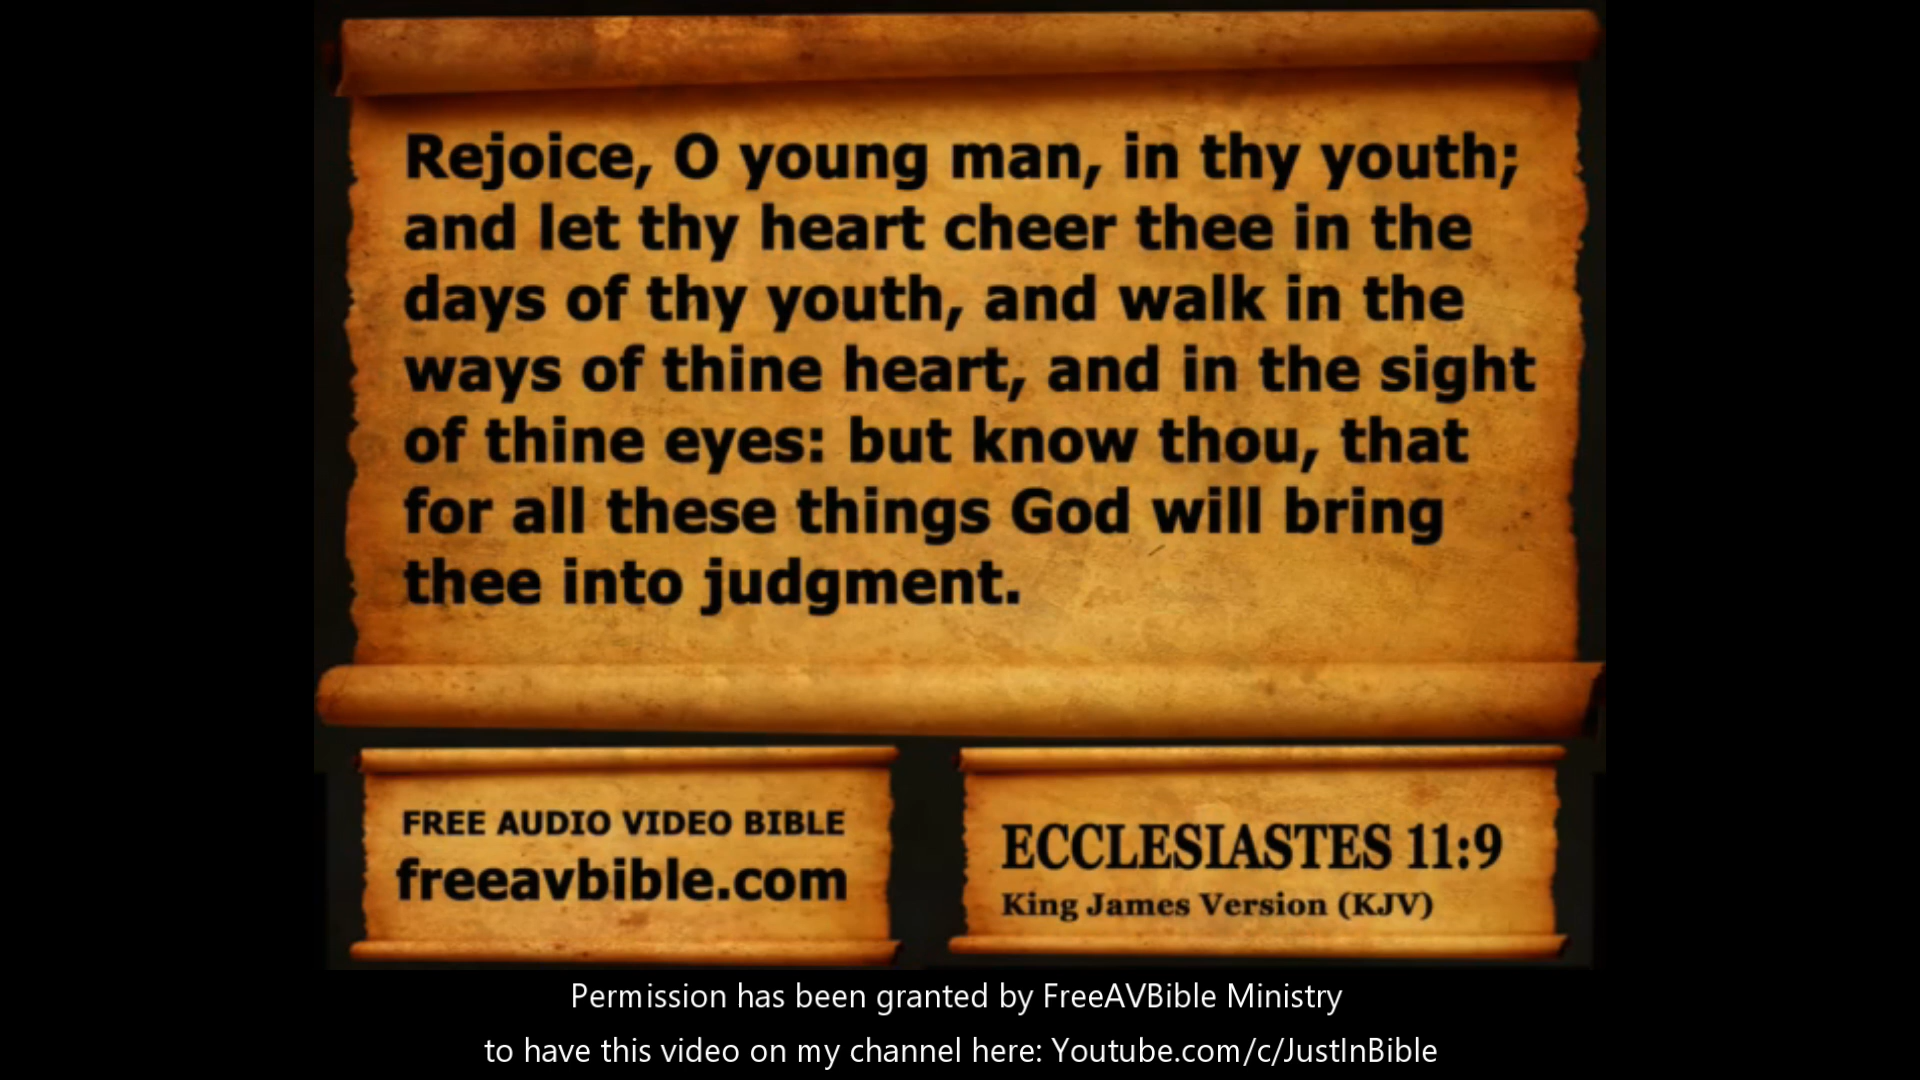 Rejoice, O young man, in thy youth;
and let thy heart cheer thee in the
days of thy youth, and walk in the
ways of thine heart, and in the sight
of thine eyes: but know thou, that
for all these things God will bring
thee into judgment.
FREE AUDIO VIDEO BIBLE
freeavbible.com
ECCLESIASTES 11:9
King James Version (KJV)
Permission has been granted by FreeAVBible Ministry
to have this video on my channel here: Youtube.com/c/JustInBible